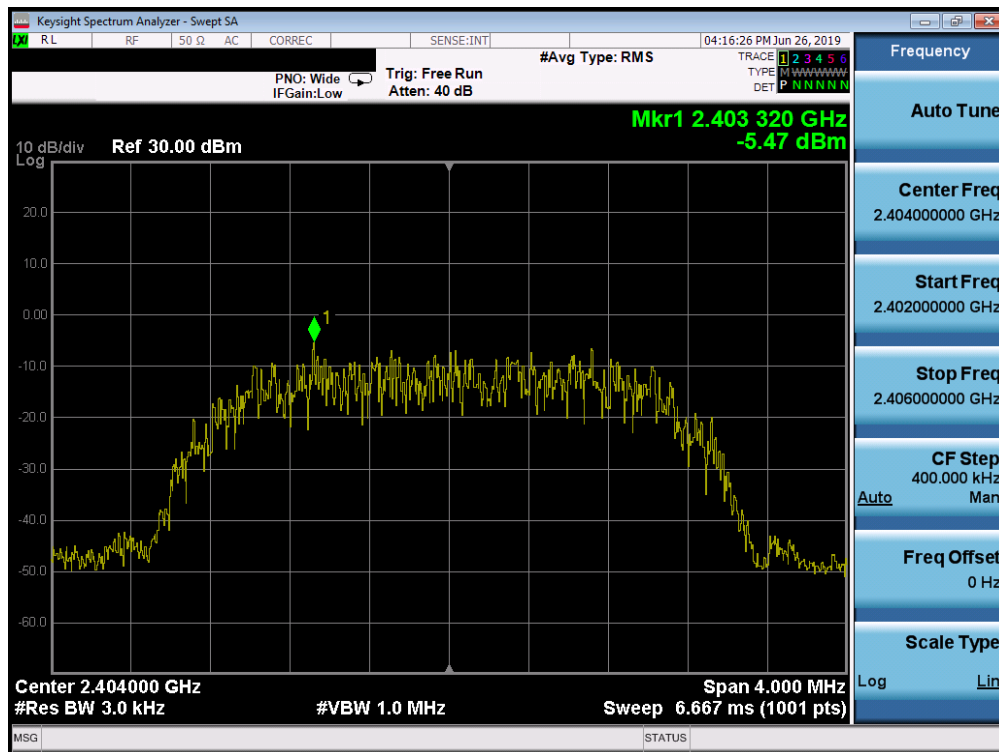 Keysight Spectrum Analyzer - Swept SA
LXI RL RF 50 Ω AC CORREC SENSE:INT 04:16:26 PM Jun 26, 2019
#Avg Type: RMS TRACE 1 2 3 4 5 6
PNO: Wide Trig: Free Run TYPE M WWWWW
IFGain:Low Atten: 40 dB DET P N N N N N
Mkr1 2.403 320 GHz
-5.47 dBm
10 dB/div Ref 30.00 dBm
Log
20.0
10.0
0.00
1
-10.0
-20.0
-30.0
-40.0
-50.0
-60.0
Center 2.404000 GHz Span 4.000 MHz
#Res BW 3.0 kHz #VBW 1.0 MHz Sweep 6.667 ms (1001 pts)
MSG STATUS
Frequency
Auto Tune
Center Freq
2.404000000 GHz
Start Freq
2.402000000 GHz
Stop Freq
2.406000000 GHz
CF Step
400.000 kHz
Auto Man
Freq Offset
0 Hz
Scale Type
Log Lin